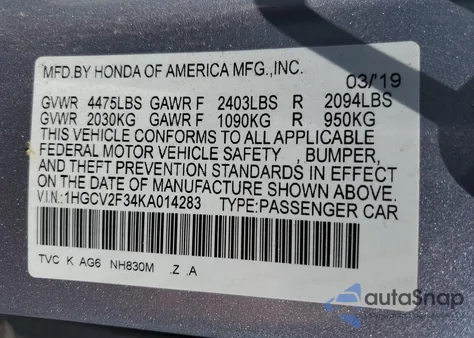 MFD.BY HONDA OF AMERICA MFG.,INC.
03/'19
GVWR 4475LBS GAWR F 2403LBS R 2094LBS
GVWR 2030KG GAWR F 1090KG R 950KG
THIS VEHICLE CONFORMS TO ALL APPLICABLE
FEDERAL MOTOR VEHICLE SAFETY , BUMPER,
AND THEFT PREVENTION STANDARDS IN EFFECT
ON THE DATE OF MANUFACTURE SHOWN ABOVE.
V.I.N.:1HGCV2F34KA014283 TYPE:PASSENGER CAR
TVC K AG6 NH830M .Z .A
autoSnap